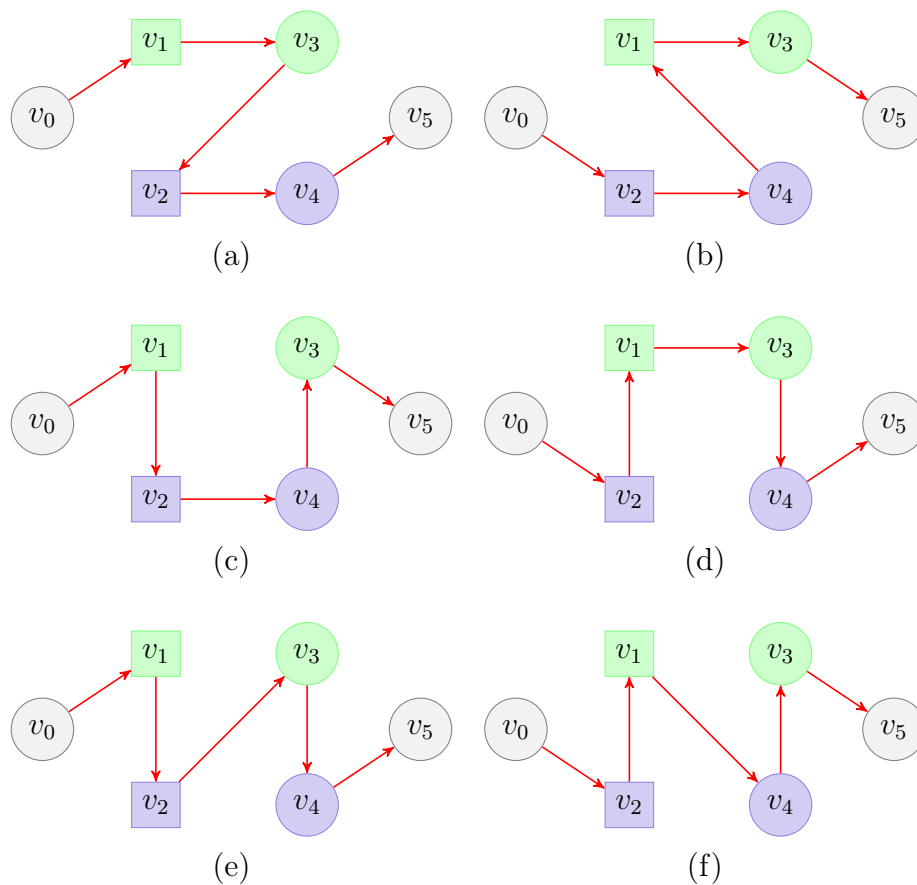 v₁ v₃ v₁ v₃
v₀ v₅ v₀ v₅
v₂ v₄ v₂ v₄
(a) (b)
v₁ v₃ v₁ v₃
v₀ v₅ v₀ v₅
v₂ v₄ v₂ v₄
(c) (d)
v₁ v₃ v₁ v₃
v₀ v₅ v₀ v₅
v₂ v₄ v₂ v₄
(e) (f)